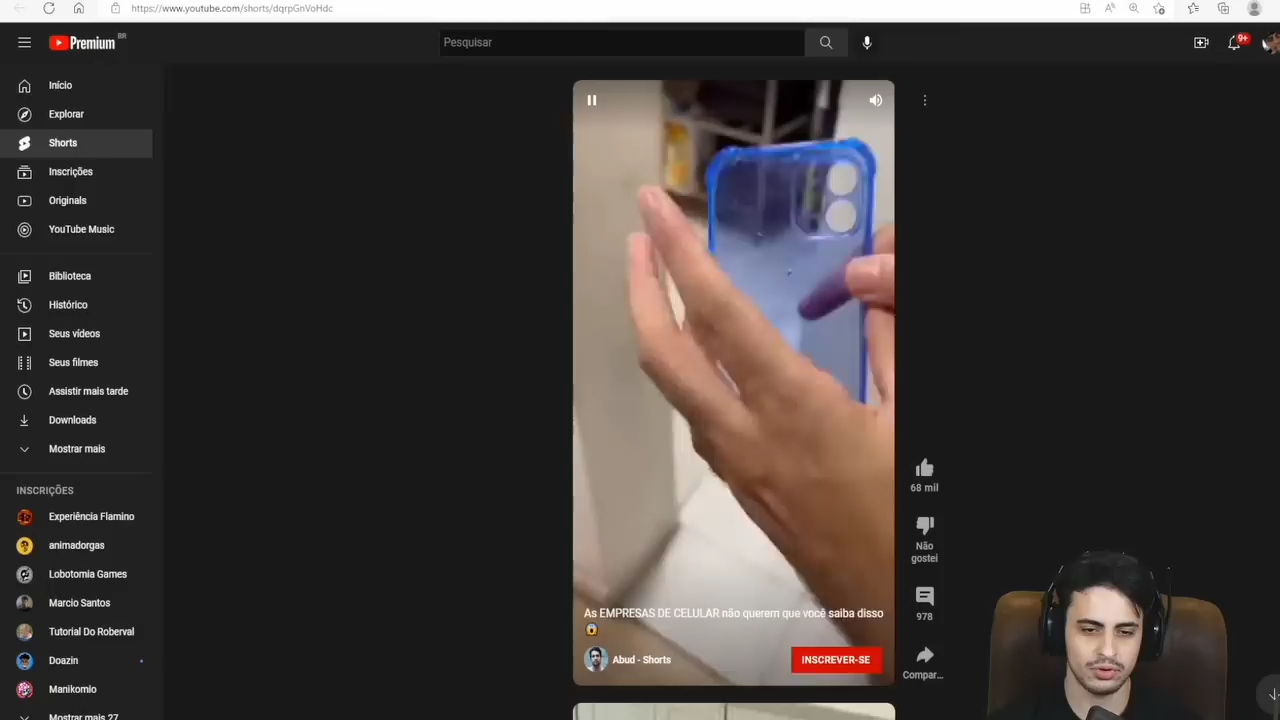 https://www.youtube.com/shorts/dqrpGnVoHdc
Premium BR
Pesquisar
9+
Início
Explorar
Shorts
Inscrições
Originals
YouTube Music
Biblioteca
Histórico
Seus vídeos
Seus filmes
Assistir mais tarde
Downloads
Mostrar mais
INSCRIÇÕES
Experiência Flamino
animadorgas
Lobotomia Games
Marcio Santos
Tutorial Do Roberval
Doazin
Manikomio
Mostrar mais 27
68 mil
Não
gostei
978
Compar...
As EMPRESAS DE CELULAR não querem que você saiba disso
Abud - Shorts
INSCREVER-SE